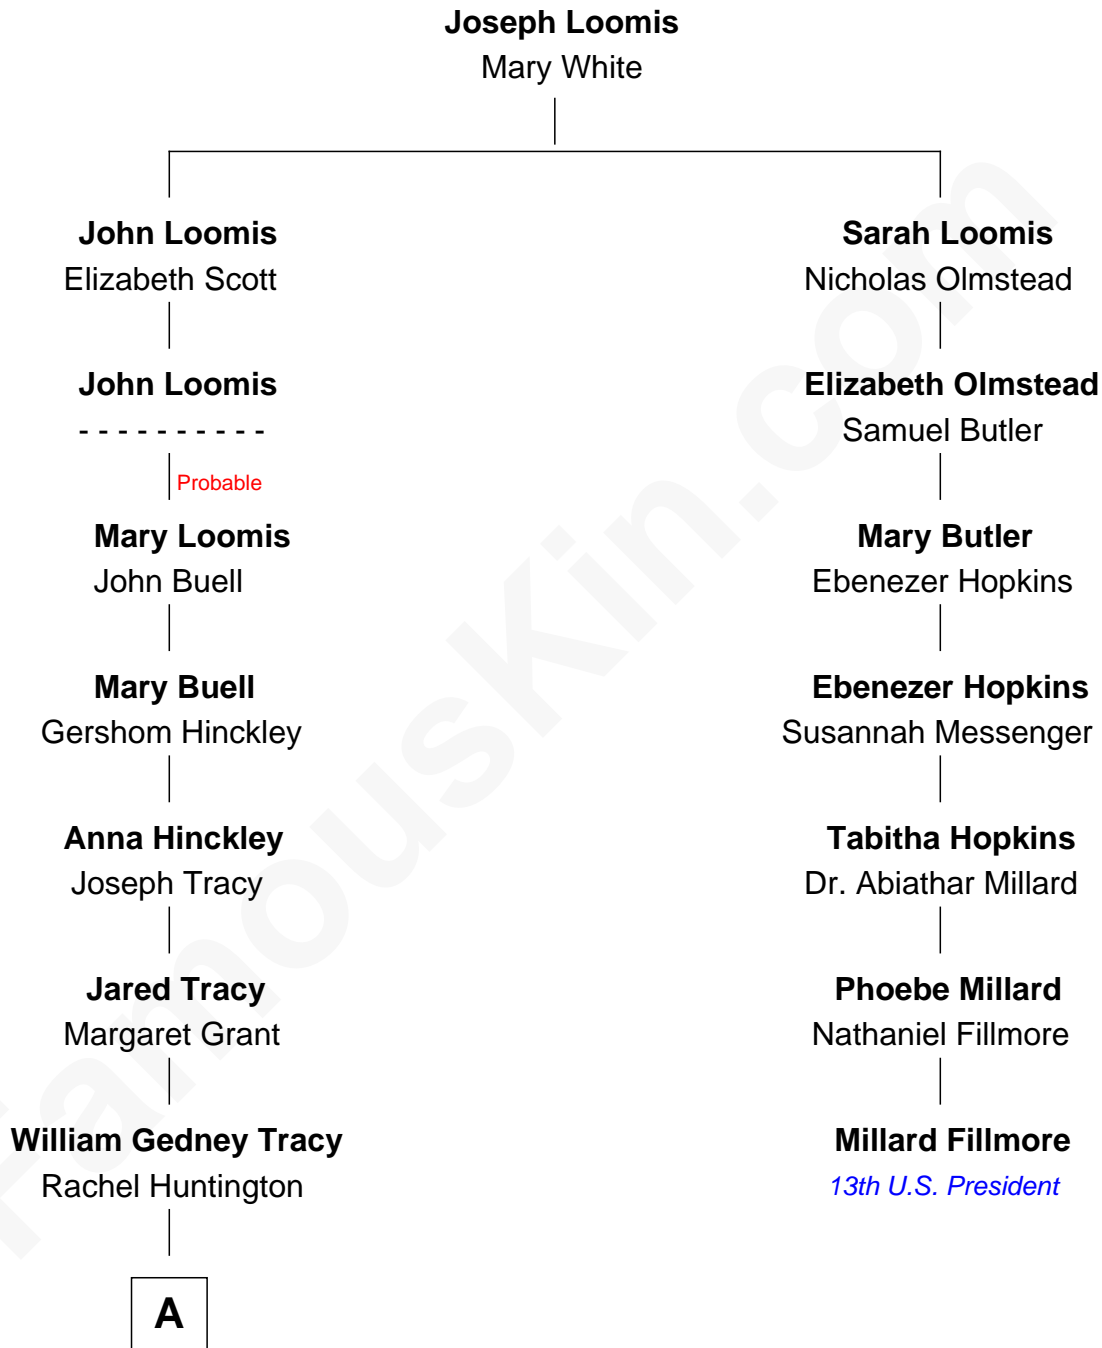 Joseph Loomis
Mary White
John Loomis
Elizabeth Scott
Sarah Loomis
Nicholas Olmstead
John Loomis
- - - - - - - - - -
Elizabeth Olmstead
Samuel Butler
Probable
Mary Loomis
John Buell
Mary Butler
Ebenezer Hopkins
Mary Buell
Gershom Hinckley
Ebenezer Hopkins
Susannah Messenger
Anna Hinckley
Joseph Tracy
Tabitha Hopkins
Dr. Abiathar Millard
Jared Tracy
Margaret Grant
Phoebe Millard
Nathaniel Fillmore
William Gedney Tracy
Rachel Huntington
Millard Fillmore
13th U.S. President
A
FamousKin.com